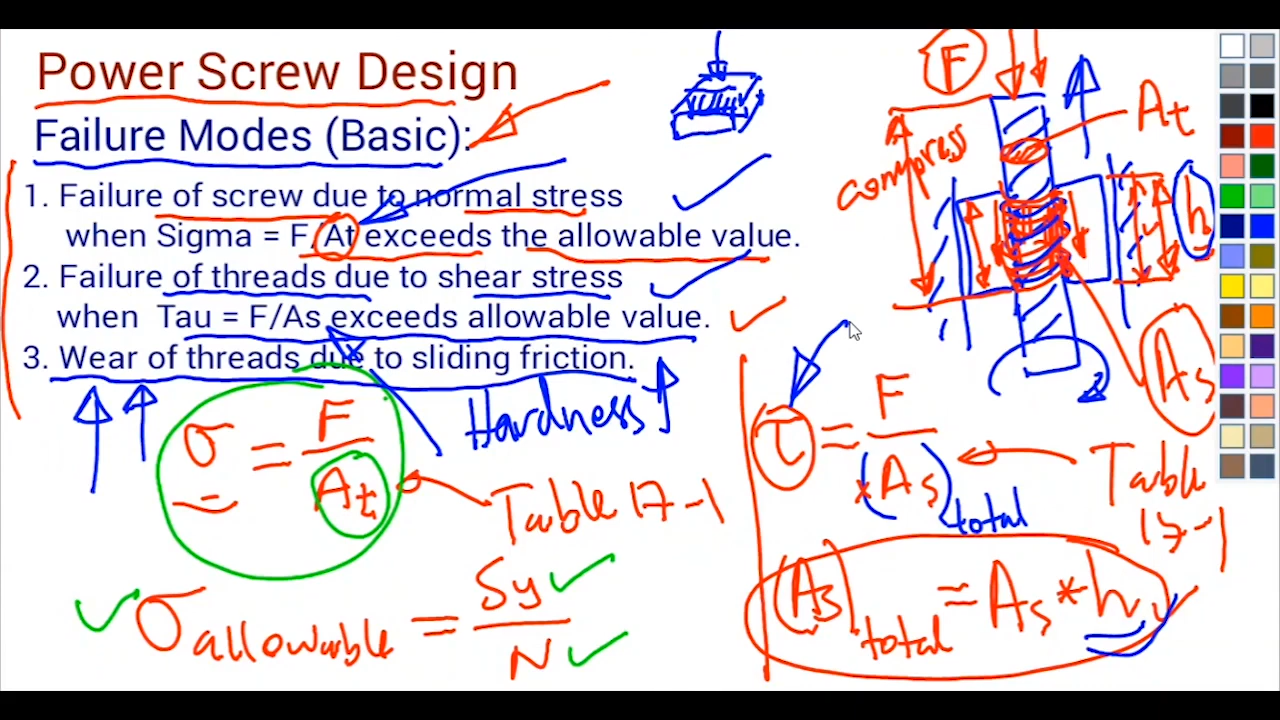 Power Screw Design
Failure Modes (Basic):
1. Failure of screw due to normal stress
when Sigma = F/At exceeds the allowable value.
2. Failure of threads due to shear stress
when Tau = F/As exceeds allowable value.
3. Wear of threads due to sliding friction.
F
At
compress
h
As
Hardness ↑
σ = F
At
Table 17-1
σ allowable = Sy
N
τ = F
(As) total
Table
17-1
(As) total = As * h